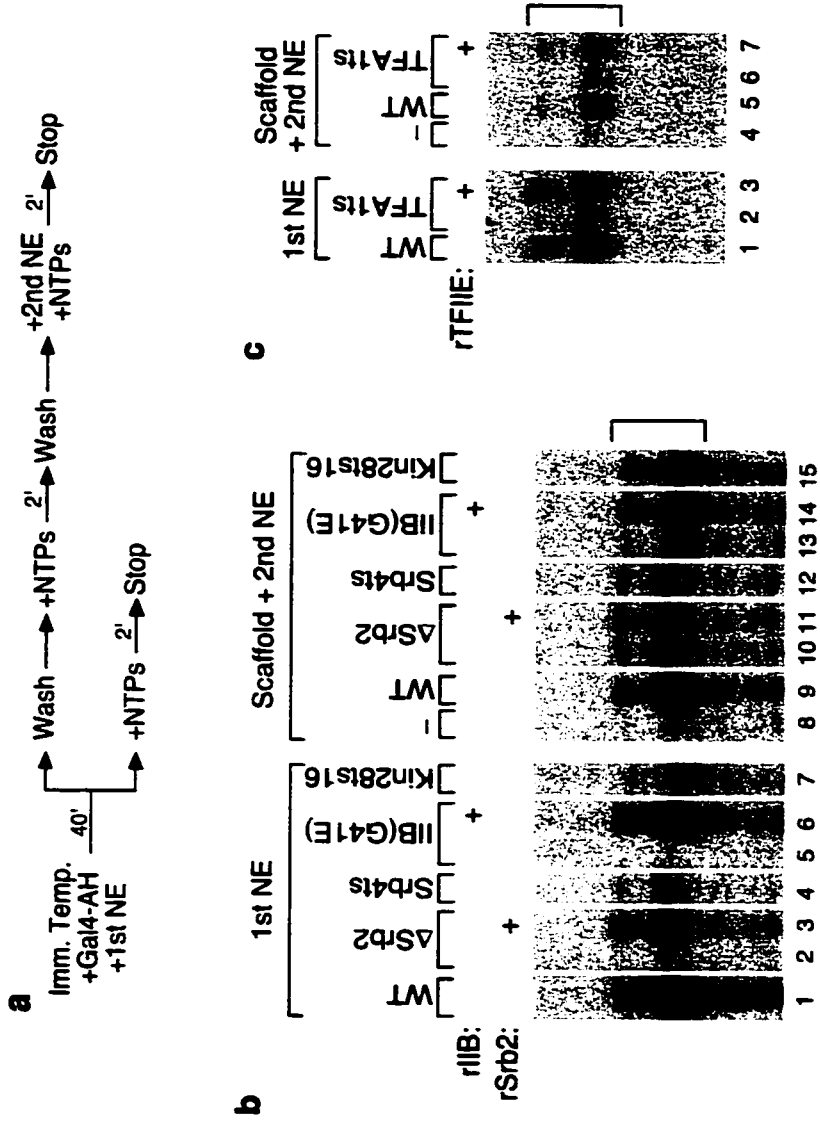 a
Imm. Temp.
+Gal4-AH
+1st NE
40'
Wash
+NTPs
2'
Wash
+2nd NE
+NTPs
2'
Stop
+NTPs
2'
Stop
b
1st NE
Scaffold + 2nd NE
WT
ΔSrb2
Srb4ts
IIB(G41E)
Kin28ts16
–
WT
ΔSrb2
Srb4ts
IIB(G41E)
Kin28ts16
rIIB:
+
+
rSrb2:
+
+
1 2 3 4 5 6 7 8 9 10 11 12 13 14 15
c
1st NE
Scaffold
+ 2nd NE
WT
TFA1ts
–
WT
TFA1ts
rTFIIE:
+
+
1 2 3 4 5 6 7